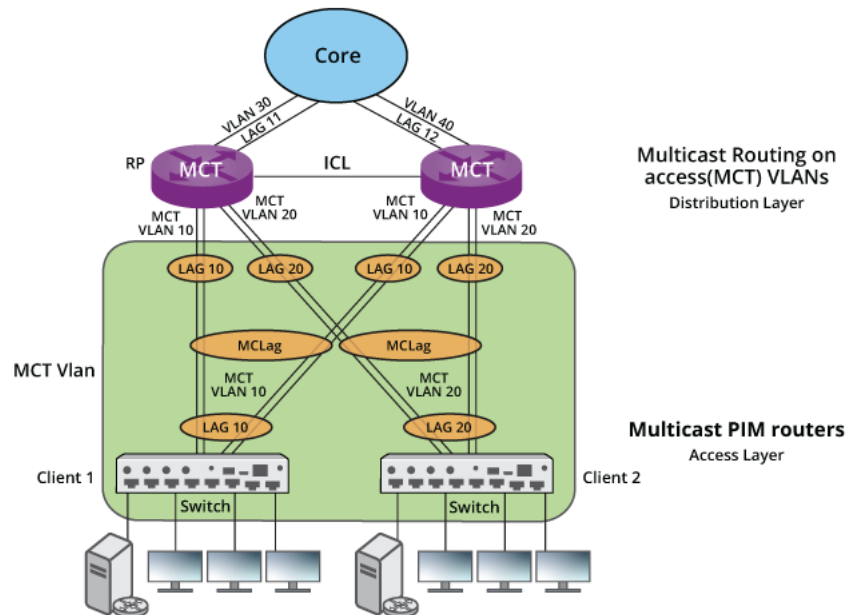 Core
VLAN 30
LAG 11
VLAN 40
LAG 12
RP
MCT
ICL
MCT
Multicast Routing on
access(MCT) VLANs
Distribution Layer
MCT
VLAN 10
MCT
VLAN 20
MCT
VLAN 10
MCT
VLAN 20
LAG 10
LAG 20
LAG 10
LAG 20
MCLag
MCLag
MCT Vlan
MCT
VLAN 10
MCT
VLAN 20
LAG 10
LAG 20
Multicast PIM routers
Access Layer
Client 1
Client 2
Switch
Switch